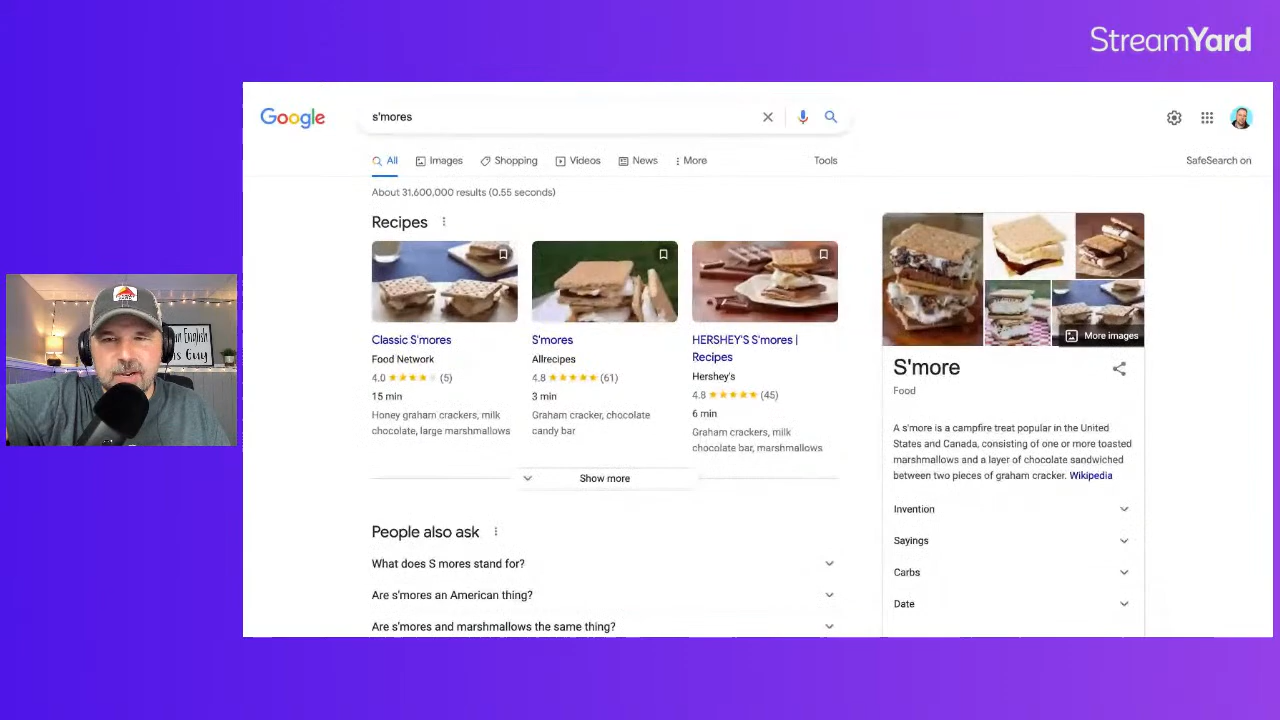 StreamYard
Google
s'mores
All Images Shopping Videos News More Tools
SafeSearch on
About 31,600,000 results (0.55 seconds)
Recipes
Classic S'mores
Food Network
4.0 (5)
15 min
Honey graham crackers, milk
chocolate, large marshmallows
S'mores
Allrecipes
4.8 (61)
3 min
Graham cracker, chocolate
candy bar
HERSHEY'S S'mores |
Recipes
Hershey's
4.8 (45)
6 min
Graham crackers, milk
chocolate bar, marshmallows
Show more
People also ask
What does S mores stand for?
Are s'mores an American thing?
Are s'mores and marshmallows the same thing?
More images
S'more
Food
A s'more is a campfire treat popular in the United
States and Canada, consisting of one or more toasted
marshmallows and a layer of chocolate sandwiched
between two pieces of graham cracker. Wikipedia
Invention
Sayings
Carbs
Date
English
Guy